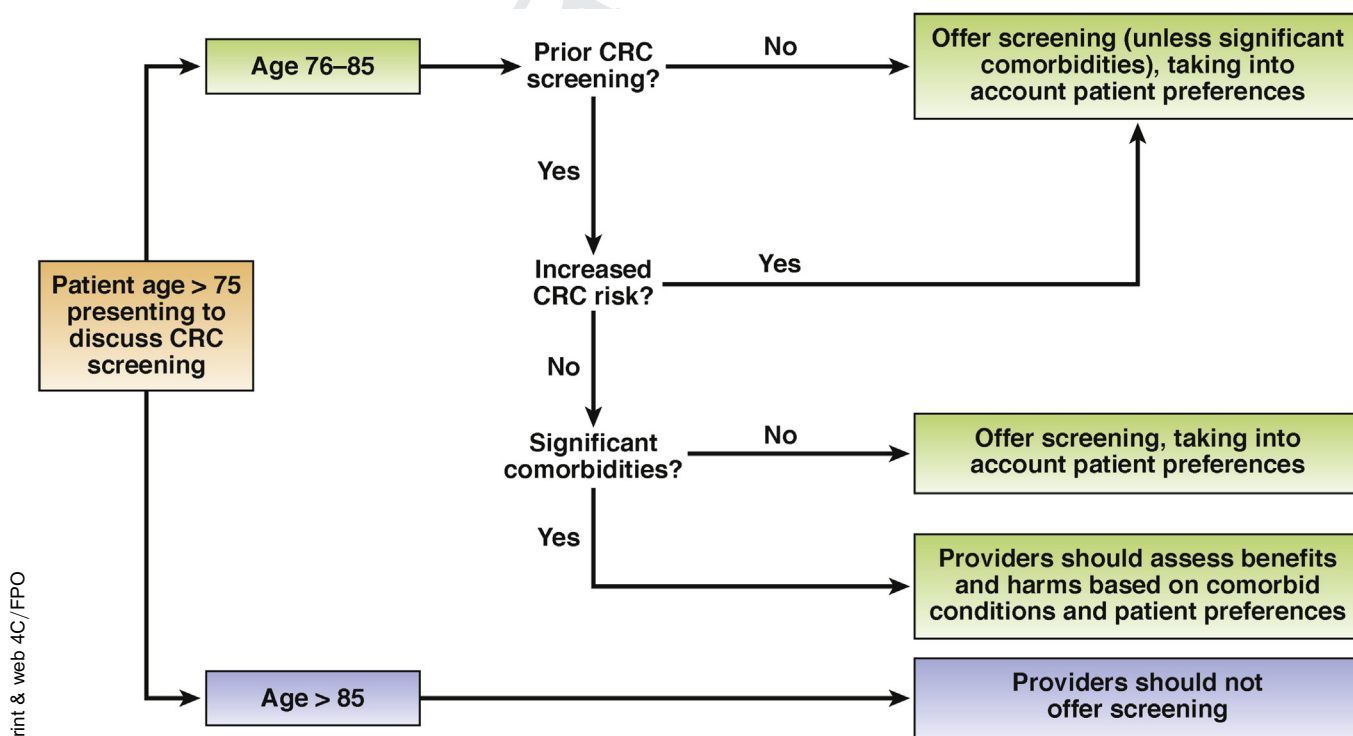 Age 76–85
Prior CRC
screening?
No
Offer screening (unless significant
comorbidities), taking into
account patient preferences
Yes
Patient age > 75
presenting to
discuss CRC
screening
Increased
CRC risk?
Yes
No
Significant
comorbidities?
No
Offer screening, taking into
account patient preferences
Yes
Providers should assess benefits
and harms based on comorbid
conditions and patient preferences
Age > 85
Providers should not
offer screening
rint & web 4C/FPO